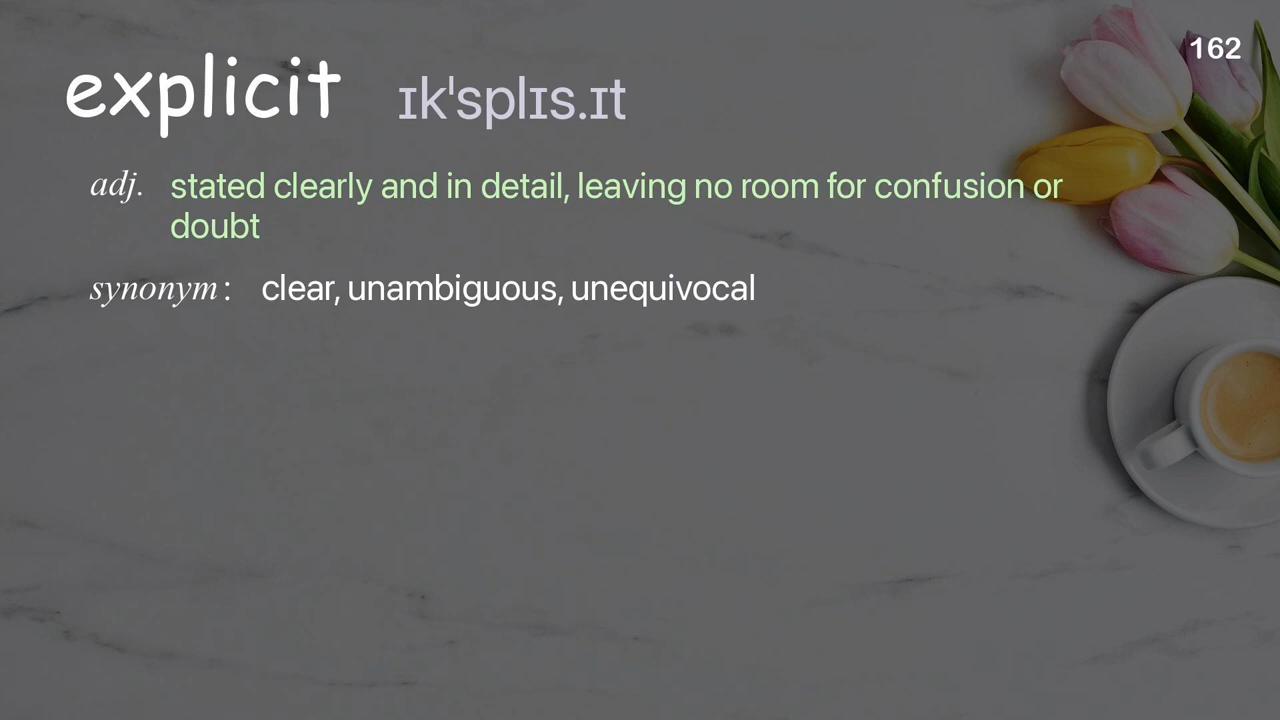 162
explicit ɪkˈsplɪs.ɪt
adj. stated clearly and in detail, leaving no room for confusion or
doubt
synonym: clear, unambiguous, unequivocal